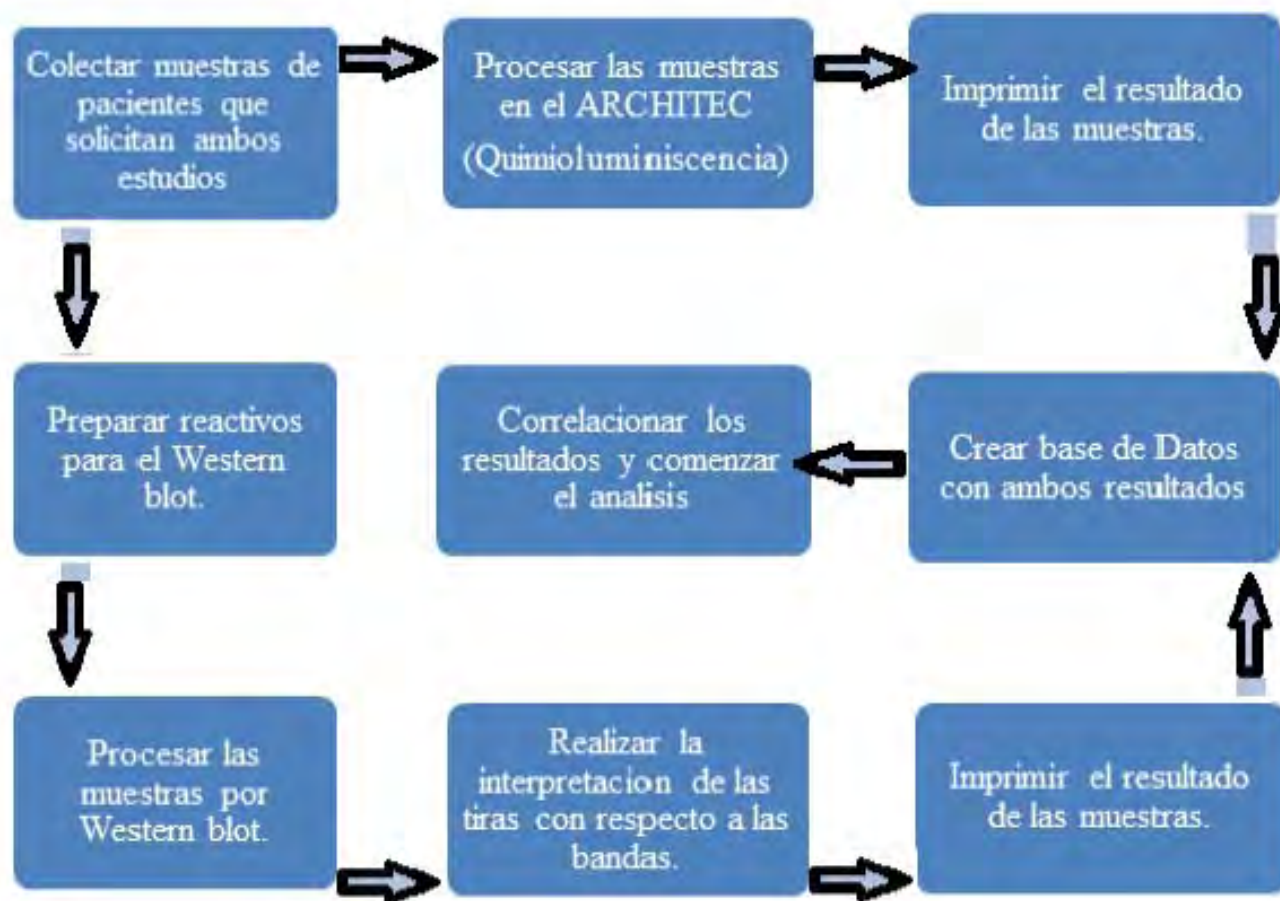 Colectar muestras de
pacientes que
solicitan ambos
estudios
Procesar las muestras
en el ARCHITEC
(Quimioluminiscencia)
Imprimir el resultado
de las muestras.
Preparar reactivos
para el Western
blot.
Correlacionar los
resultados y comenzar
el analisis
Crear base de Datos
con ambos resultados
Procesar las
muestras por
Western blot.
Realizar la
interpretacion de las
tiras con respecto a las
bandas.
Imprimir el resultado
de las muestras.